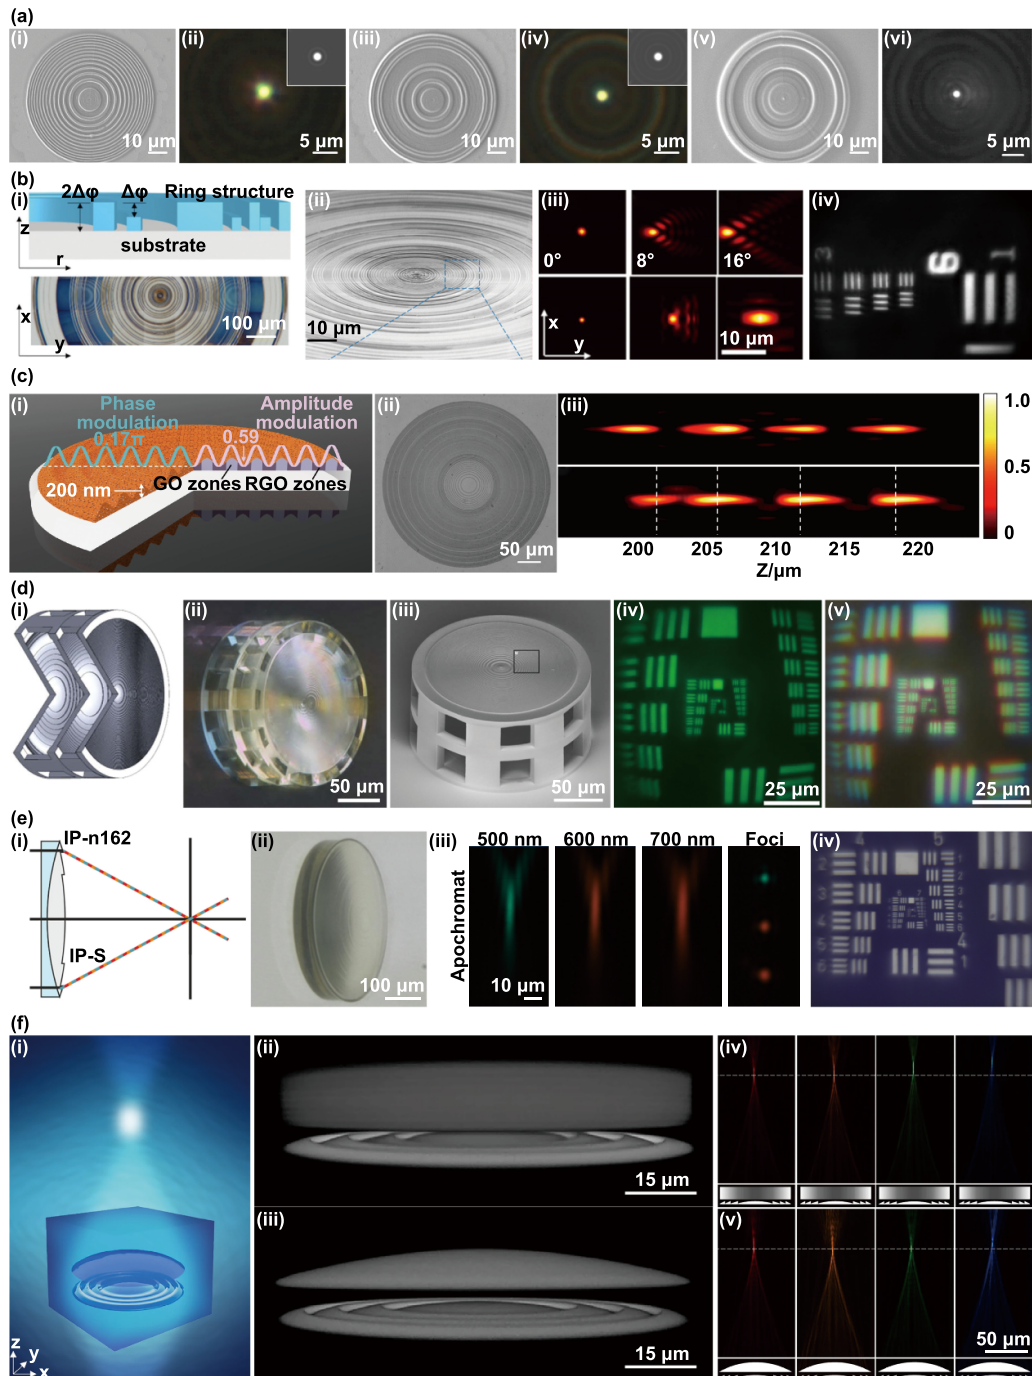 (a)
(i)
(ii)
(iii)
(iv)
(v)
(vi)
10 μm
5 μm
10 μm
5 μm
10 μm
5 μm
(b)
(i)
2Δφ
Δφ
Ring structure
z
substrate
r
x
y
100 μm
(ii)
10 μm
(iii)
0°
8°
16°
x
y
10 μm
(iv)
(c)
(i)
Phase
modulation
0.17π
Amplitude
modulation
0.59
GO zones
RGO zones
200 nm
(ii)
50 μm
(iii)
1.0
0.5
0
200
205
210
215
220
Z/μm
(d)
(i)
(ii)
50 μm
(iii)
50 μm
(iv)
25 μm
(v)
25 μm
(e)
(i)
IP-n162
IP-S
(ii)
100 μm
(iii)
500 nm
600 nm
700 nm
Foci
Apochromat
10 μm
(iv)
(f)
(i)
z
y
x
(ii)
15 μm
(iii)
15 μm
(iv)
(v)
50 μm